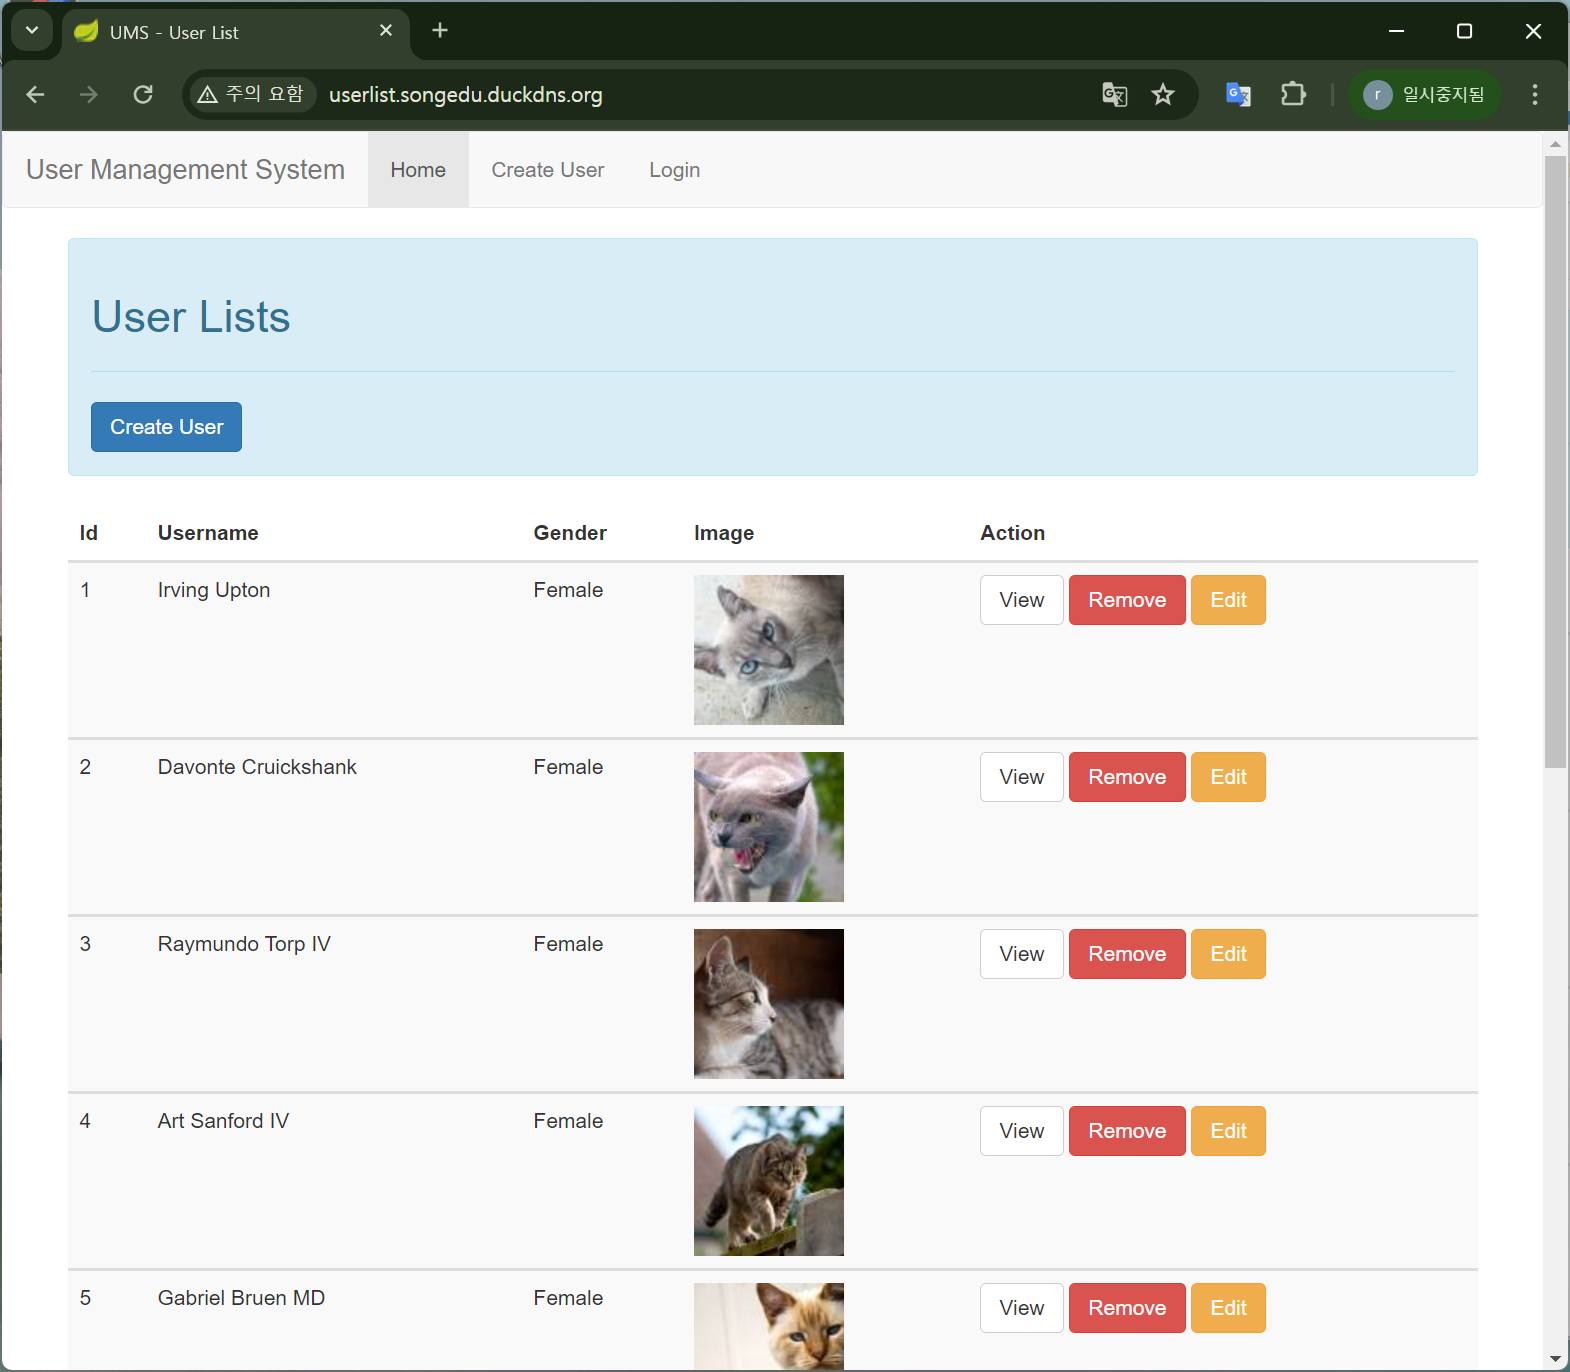 UMS - User List
주의 요함 userlist.songedu.duckdns.org r 일시중지됨
User Management System Home Create User Login
User Lists
Create User
Id Username Gender Image Action
1 Irving Upton Female View Remove Edit
2 Davonte Cruickshank Female View Remove Edit
3 Raymundo Torp IV Female View Remove Edit
4 Art Sanford IV Female View Remove Edit
5 Gabriel Bruen MD Female View Remove Edit